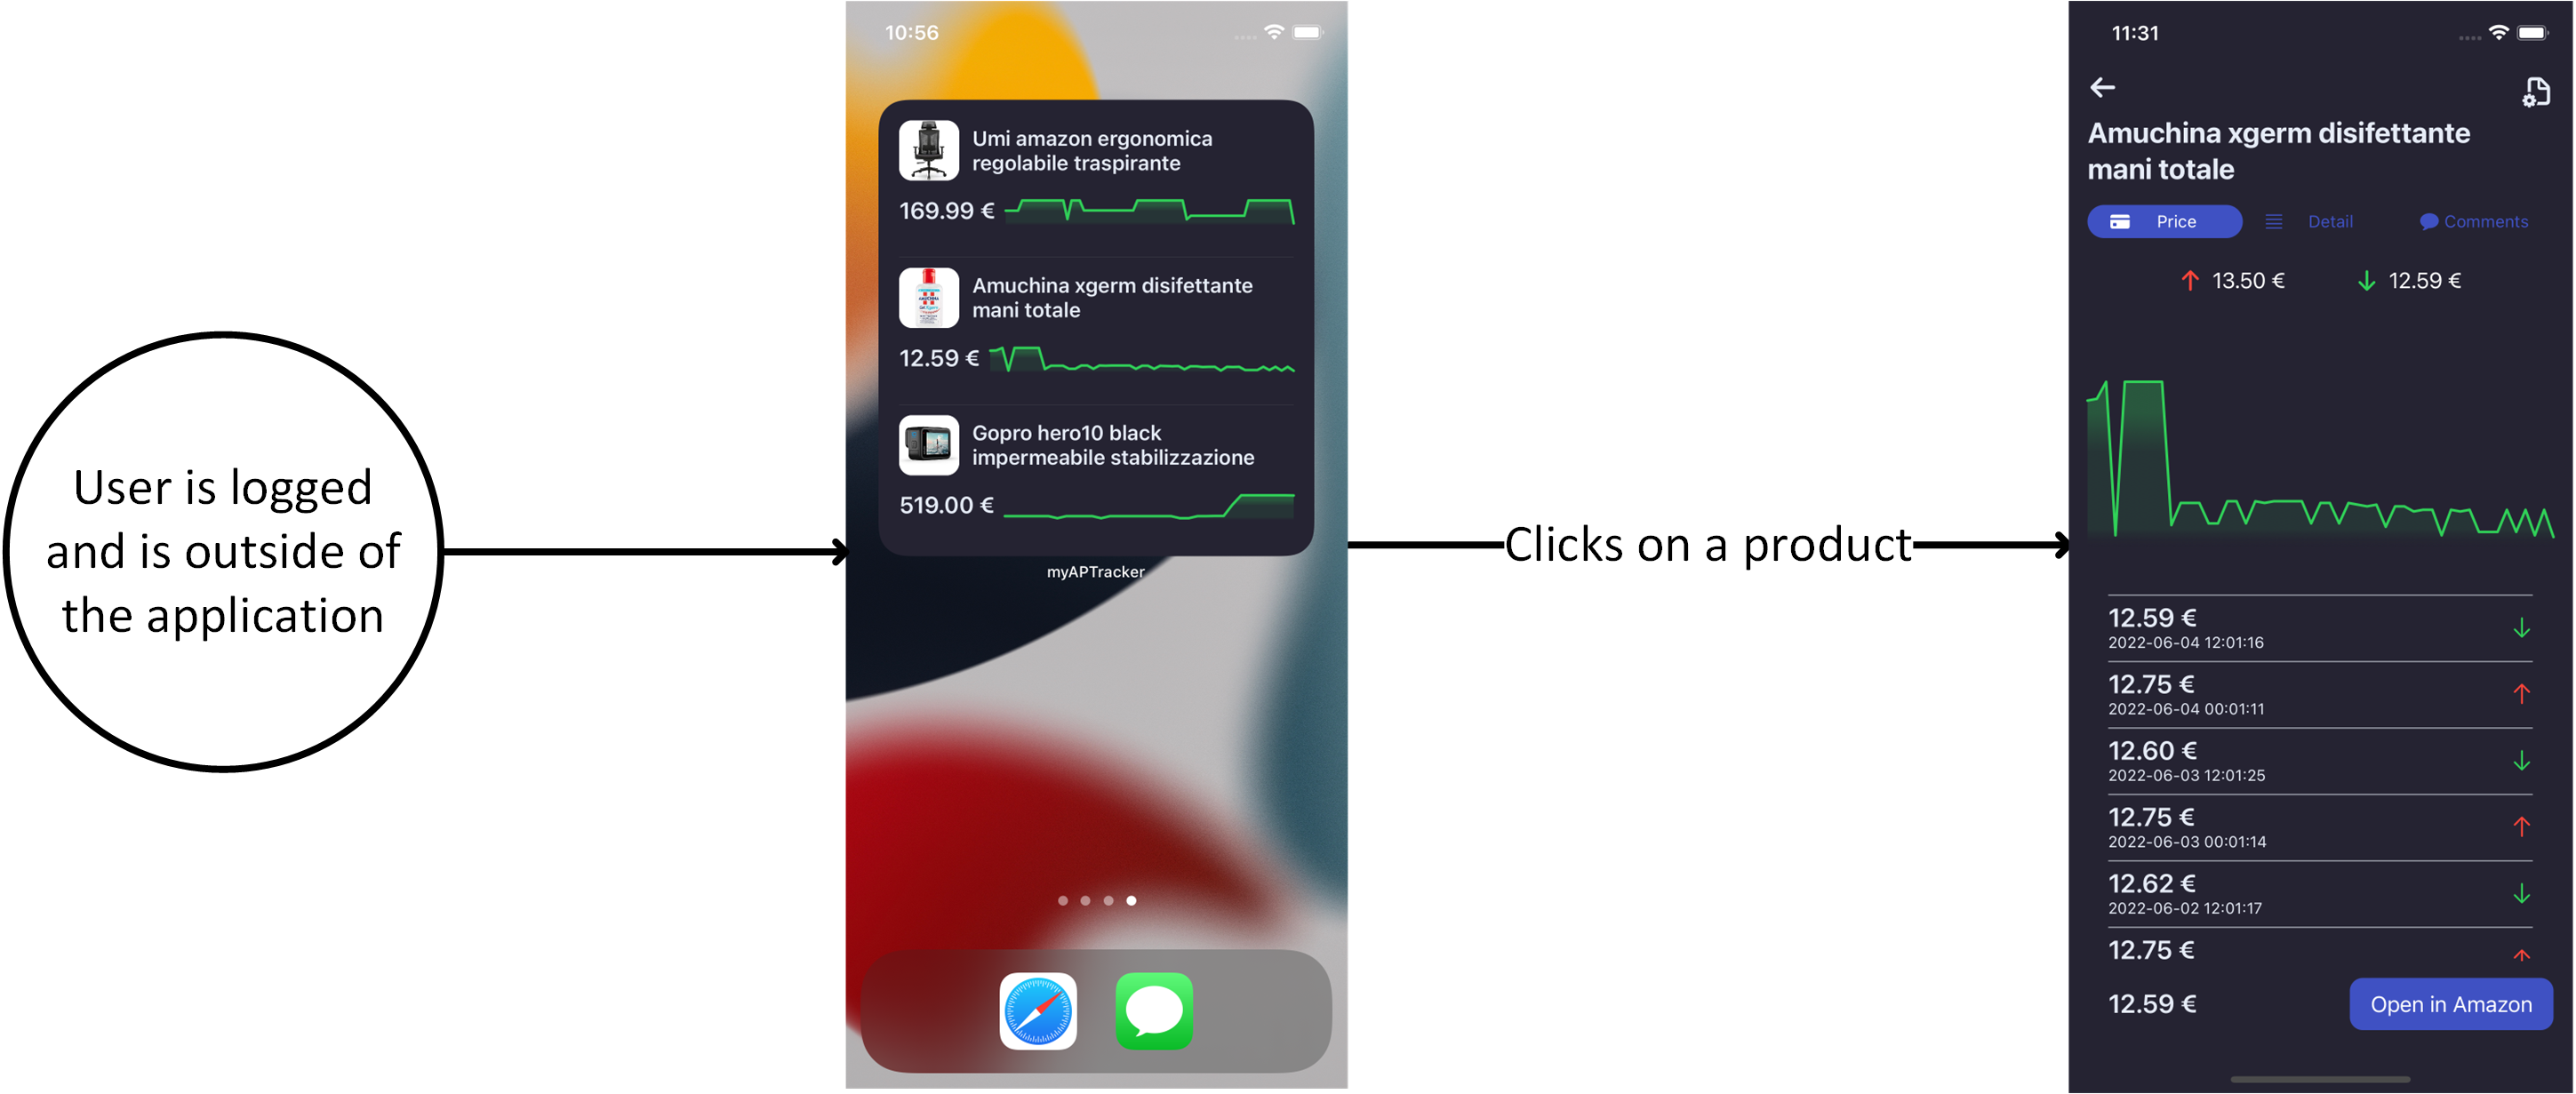 User is logged
and is outside of
the application
10:56
Umi amazon ergonomica
regolabile traspirante
169.99 €
Amuchina xgerm disifettante
mani totale
12.59 €
Gopro hero10 black
impermeabile stabilizzazione
519.00 €
myAPTracker
Clicks on a product
11:31
Amuchina xgerm disifettante
mani totale
Price Detail Comments
13.50 € 12.59 €
12.59 €
2022-06-04 12:01:16
12.75 €
2022-06-04 00:01:11
12.60 €
2022-06-03 12:01:25
12.75 €
2022-06-03 00:01:14
12.62 €
2022-06-02 12:01:17
12.75 €
12.59 € Open in Amazon